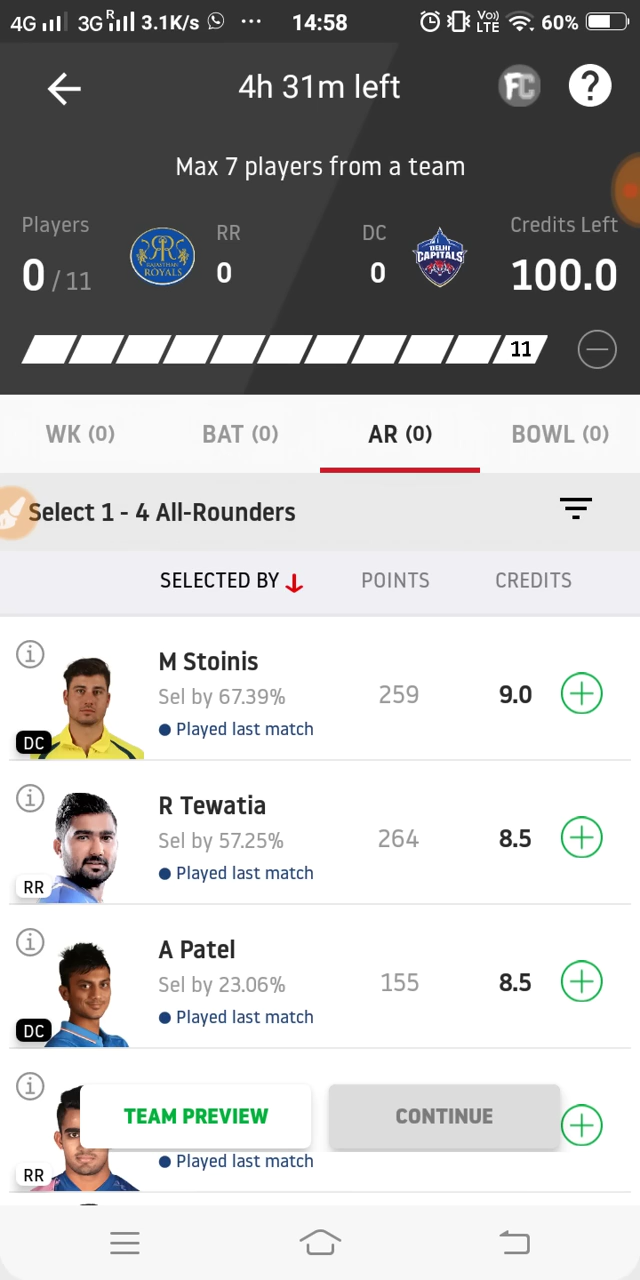 4G 3G R 3.1K/s ... 14:58 Vo) LTE 60%
4h 31m left FC ?
Max 7 players from a team
Players RR DC Credits Left
0 / 11 RAJASTHAN ROYALS 0 0 DELHI CAPITALS 100.0
11
WK (0) BAT (0) AR (0) BOWL (0)
Select 1 - 4 All-Rounders
SELECTED BY POINTS CREDITS
M Stoinis
Sel by 67.39% 259 9.0
DC Played last match
R Tewatia
Sel by 57.25% 264 8.5
RR Played last match
A Patel
Sel by 23.06% 155 8.5
DC Played last match
TEAM PREVIEW CONTINUE
RR Played last match